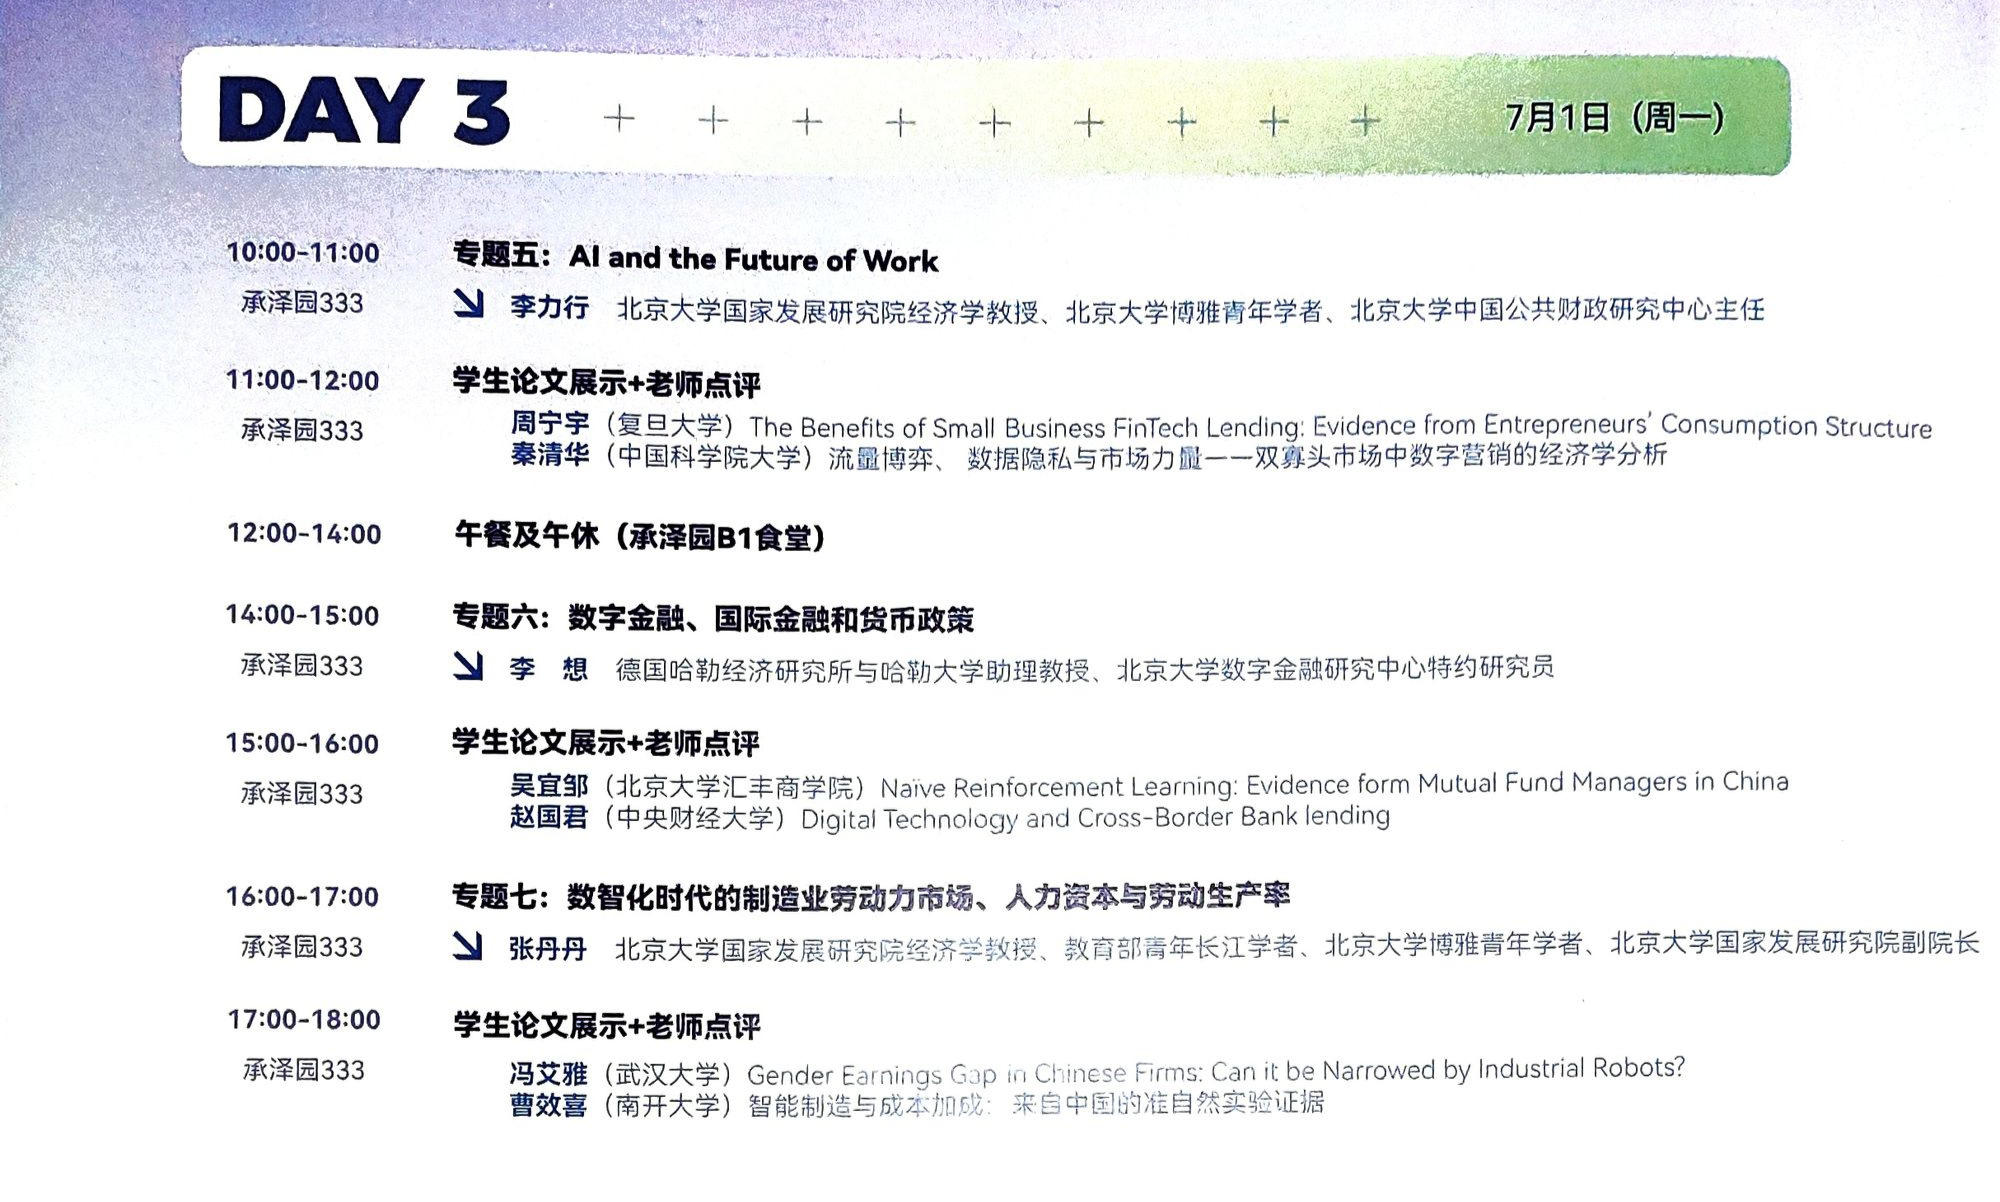 DAY 3 7月1日（周一）
10:00-11:00 专题五：AI and the Future of Work
承泽园333 李力行 北京大学国家发展研究院经济学教授、北京大学博雅青年学者、北京大学中国公共财政研究中心主任
11:00-12:00 学生论文展示+老师点评
周宁宇（复旦大学）The Benefits of Small Business FinTech Lending: Evidence from Entrepreneurs' Consumption Structure
承泽园333
秦清华（中国科学院大学）流量博弈、 数据隐私与市场力量——双寡头市场中数字营销的经济学分析
12:00-14:00 午餐及午休（承泽园B1食堂）
14:00-15:00 专题六：数字金融、国际金融和货币政策
承泽园333 李 想 德国哈勒经济研究所与哈勒大学助理教授、北京大学数字金融研究中心特约研究员
15:00-16:00 学生论文展示+老师点评
承泽园333 吴宜邹（北京大学汇丰商学院）Naïve Reinforcement Learning: Evidence form Mutual Fund Managers in China
赵国君（中央财经大学）Digital Technology and Cross-Border Bank lending
16:00-17:00 专题七：数智化时代的制造业劳动力市场、人力资本与劳动生产率
承泽园333 张丹丹 北京大学国家发展研究院经济学教授、教育部青年长江学者、北京大学博雅青年学者、北京大学国家发展研究院副院长
17:00-18:00 学生论文展示+老师点评
承泽园333 冯艾雅（武汉大学）Gender Earnings Gap in Chinese Firms: Can it be Narrowed by Industrial Robots?
曹效喜（南开大学）智能制造与成本加成： 来自中国的准自然实验证据